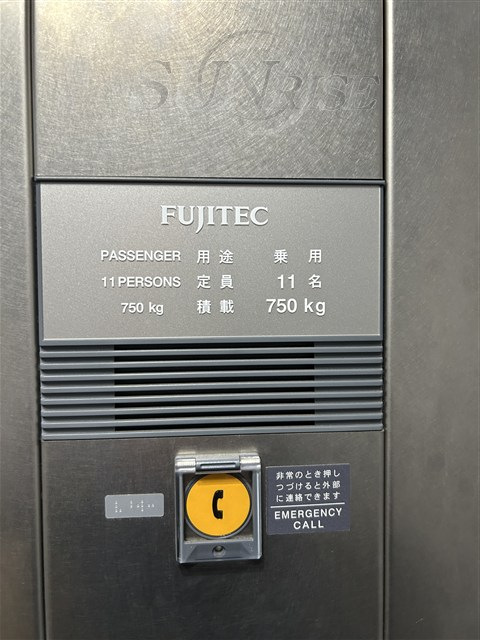 SUNRISE
FUJITEC
PASSENGER 用途 乗用
11 PERSONS 定員 11 名
750 kg 積載 750 kg
非常のとき押し
つづけると外部
に連絡できます
EMERGENCY
CALL